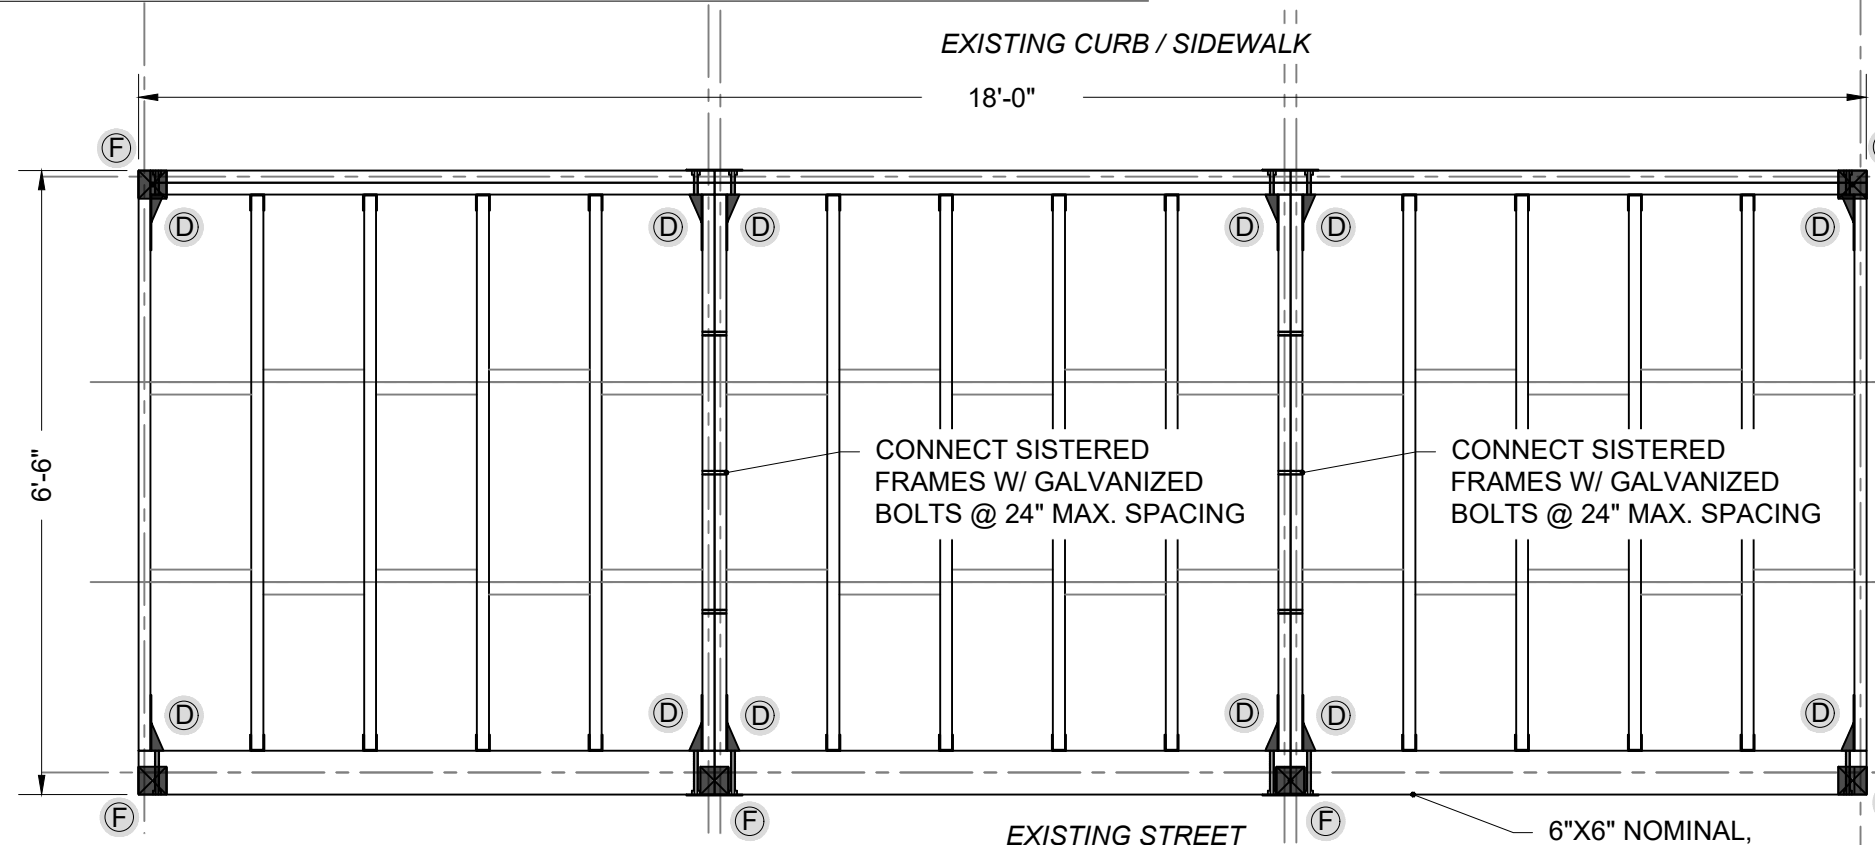 EXISTING CURB / SIDEWALK
18'-0"
F
D
D
D
D
D
D
6'-6"
CONNECT SISTERED
FRAMES W/ GALVANIZED
BOLTS @ 24" MAX. SPACING
CONNECT SISTERED
FRAMES W/ GALVANIZED
BOLTS @ 24" MAX. SPACING
D
D
D
D
D
D
F
F
F
EXISTING STREET
6"X6" NOMINAL,